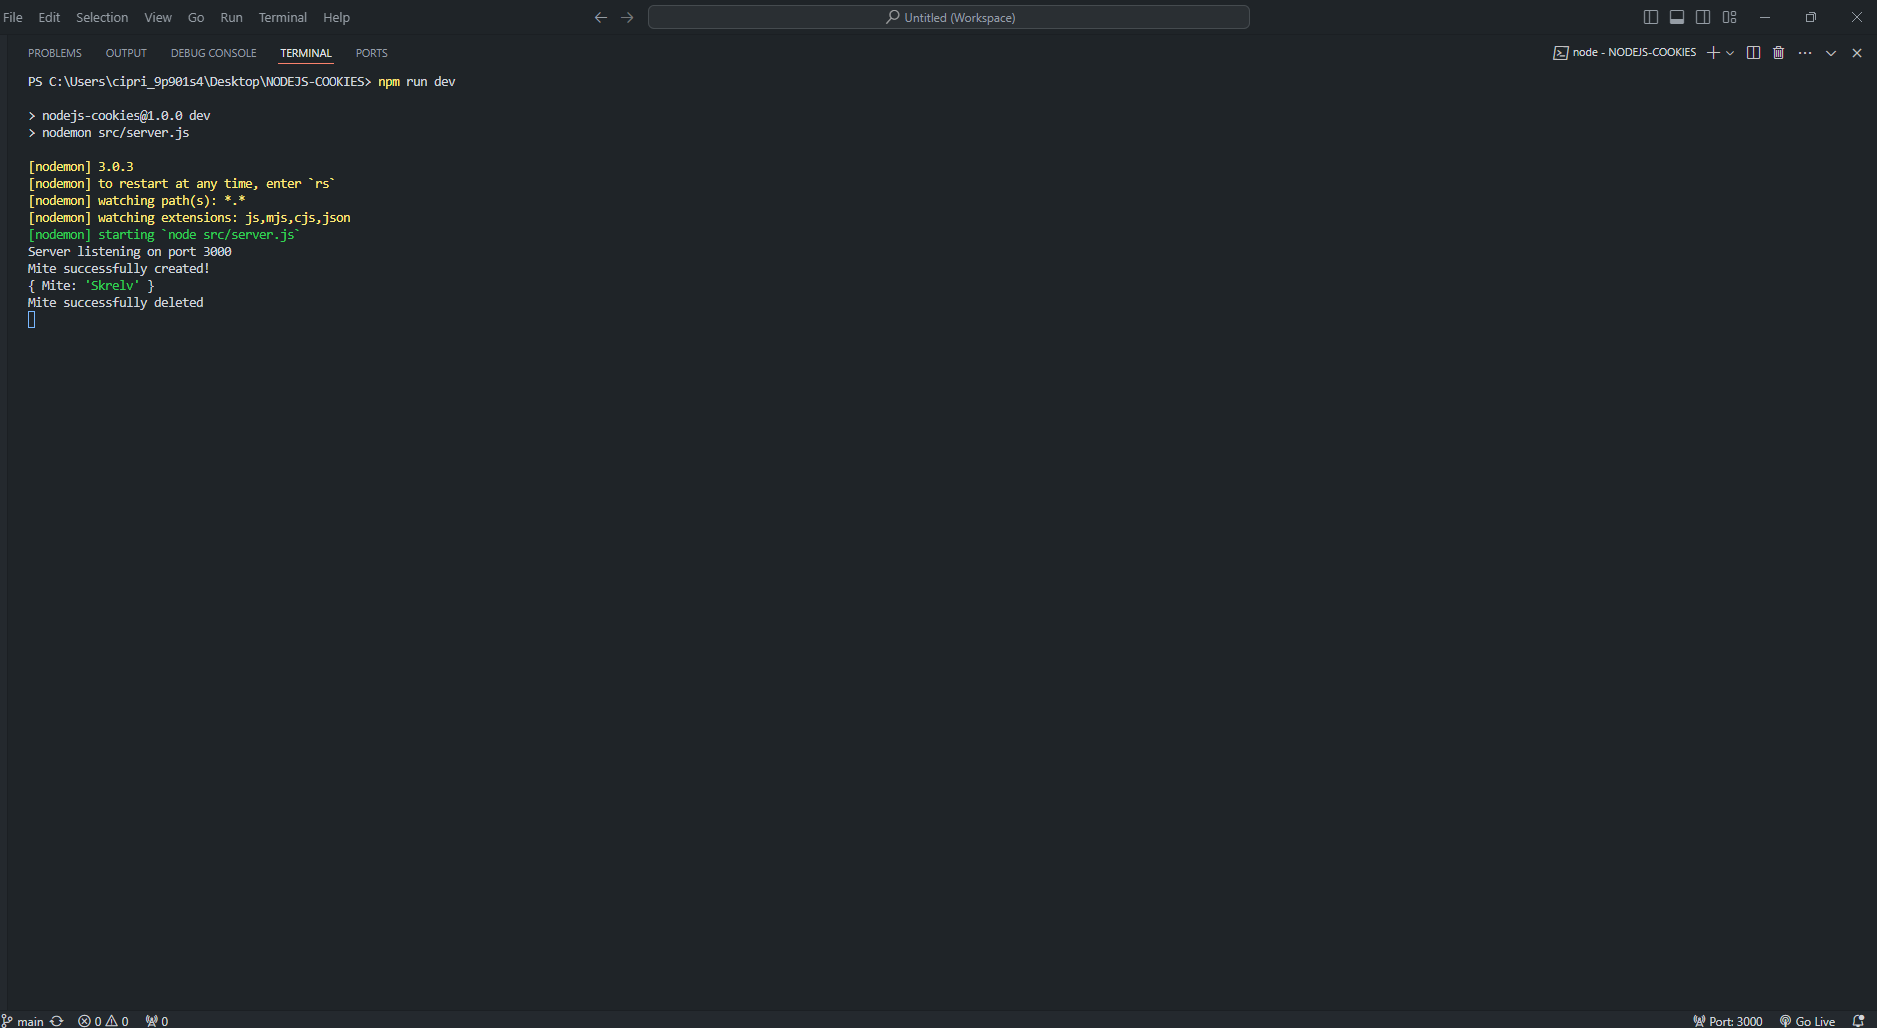 File Edit Selection View Go Run Terminal Help Untitled (Workspace)
PROBLEMS OUTPUT DEBUG CONSOLE TERMINAL PORTS node - NODEJS-COOKIES
PS C:\Users\cipri_9p901s4\Desktop\NODEJS-COOKIES> npm run dev
> nodejs-cookies@1.0.0 dev
> nodemon src/server.js
[nodemon] 3.0.3
[nodemon] to restart at any time, enter `rs`
[nodemon] watching path(s): *.*
[nodemon] watching extensions: js,mjs,cjs,json
[nodemon] starting `node src/server.js`
Server listening on port 3000
Mite successfully created!
{ Mite: 'Skrelv' }
Mite successfully deleted
main 0 0 0 Port: 3000 Go Live